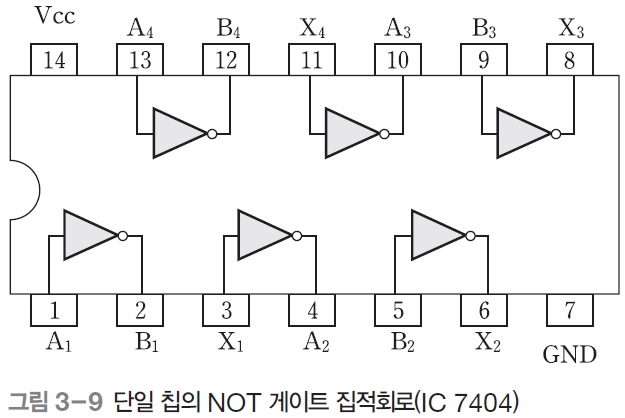 Vcc A₄ B₄ X₄ A₃ B₃ X₃
14 13 12 11 10 9 8
1 2 3 4 5 6 7
A₁ B₁ X₁ A₂ B₂ X₂ GND
그림 3-9 단일 칩의 NOT 게이트 집적회로(IC 7404)